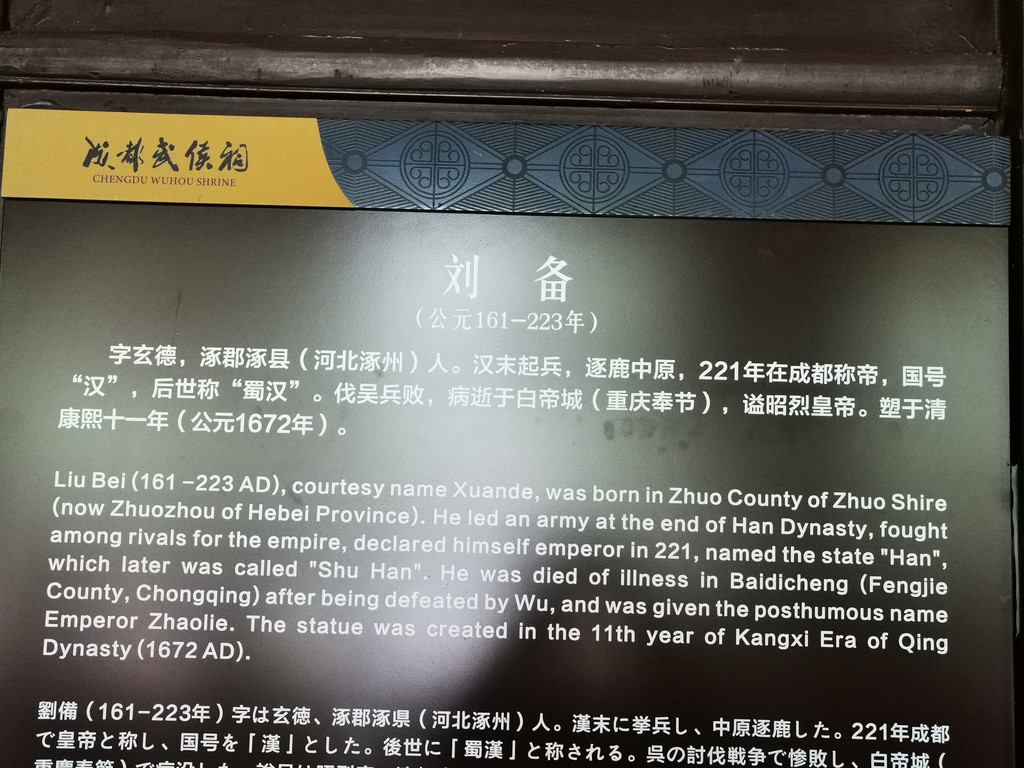 成都武侯祠
CHENGDU WUHOU SHRINE
刘 备
（公元161-223年）
字玄德，涿郡涿县（河北涿州）人。汉末起兵，逐鹿中原，221年在成都称帝，国号
“汉”，后世称“蜀汉”。伐吴兵败，病逝于白帝城（重庆奉节），谥昭烈皇帝。塑于清
康熙十一年（公元1672年）。
Liu Bei (161 -223 AD), courtesy name Xuande, was born in Zhuo County of Zhuo Shire
(now Zhuozhou of Hebei Province). He led an army at the end of Han Dynasty, fought
among rivals for the empire, declared himself emperor in 221, named the state "Han",
which later was called "Shu Han". He was died of illness in Baidicheng (Fengjie
County, Chongqing) after being defeated by Wu, and was given the posthumous name
Emperor Zhaolie. The statue was created in the 11th year of Kangxi Era of Qing
Dynasty (1672 AD).
劉備（161-223年）字は玄徳、涿郡涿県（河北涿州）人。漢末に挙兵し、中原逐鹿した。221年成都
で皇帝と称し、国号を「漢」とした。後世に「蜀漢」と称される。呉の討伐戦争で惨敗し、白帝城（